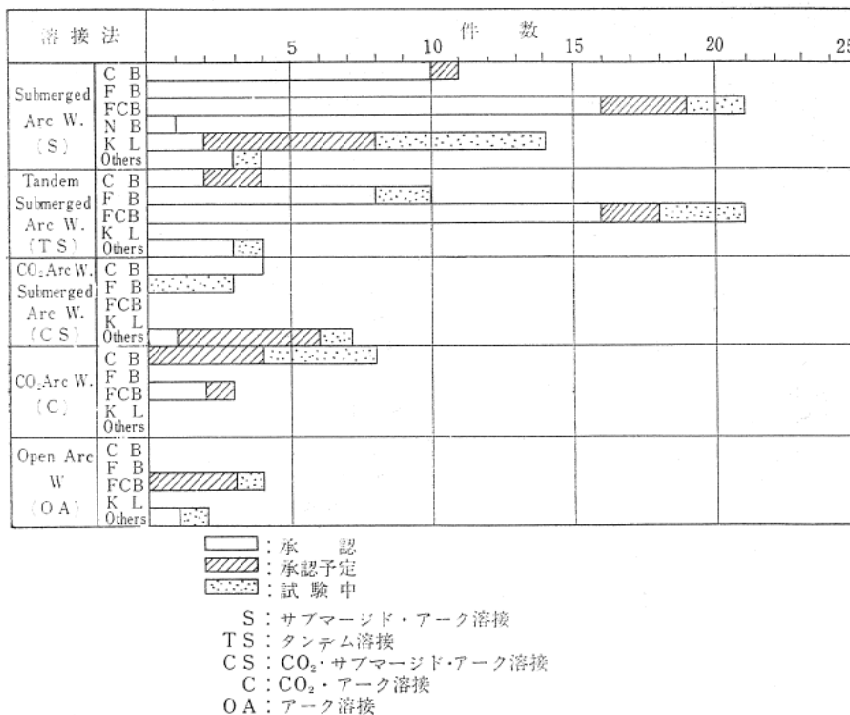 溶接法
件数
5 10 15 20 25
Submerged Arc W. (S)
C B
F B
FCB
N B
K L
Others
Tandem Submerged Arc W. (TS)
C B
F B
FCB
K L
Others
CO₂Arc W. Submerged Arc W. (CS)
C B
F B
FCB
K L
Others
CO₂Arc W. (C)
C B
F B
FCB
K L
Others
Open Arc W (OA)
C B
F B
FCB
K L
Others
：承認
：承認予定
：試験中
S：サブマージド・アーク溶接
TS：タンデム溶接
CS：CO₂・サブマージド・アーク溶接
C：CO₂・アーク溶接
OA：アーク溶接